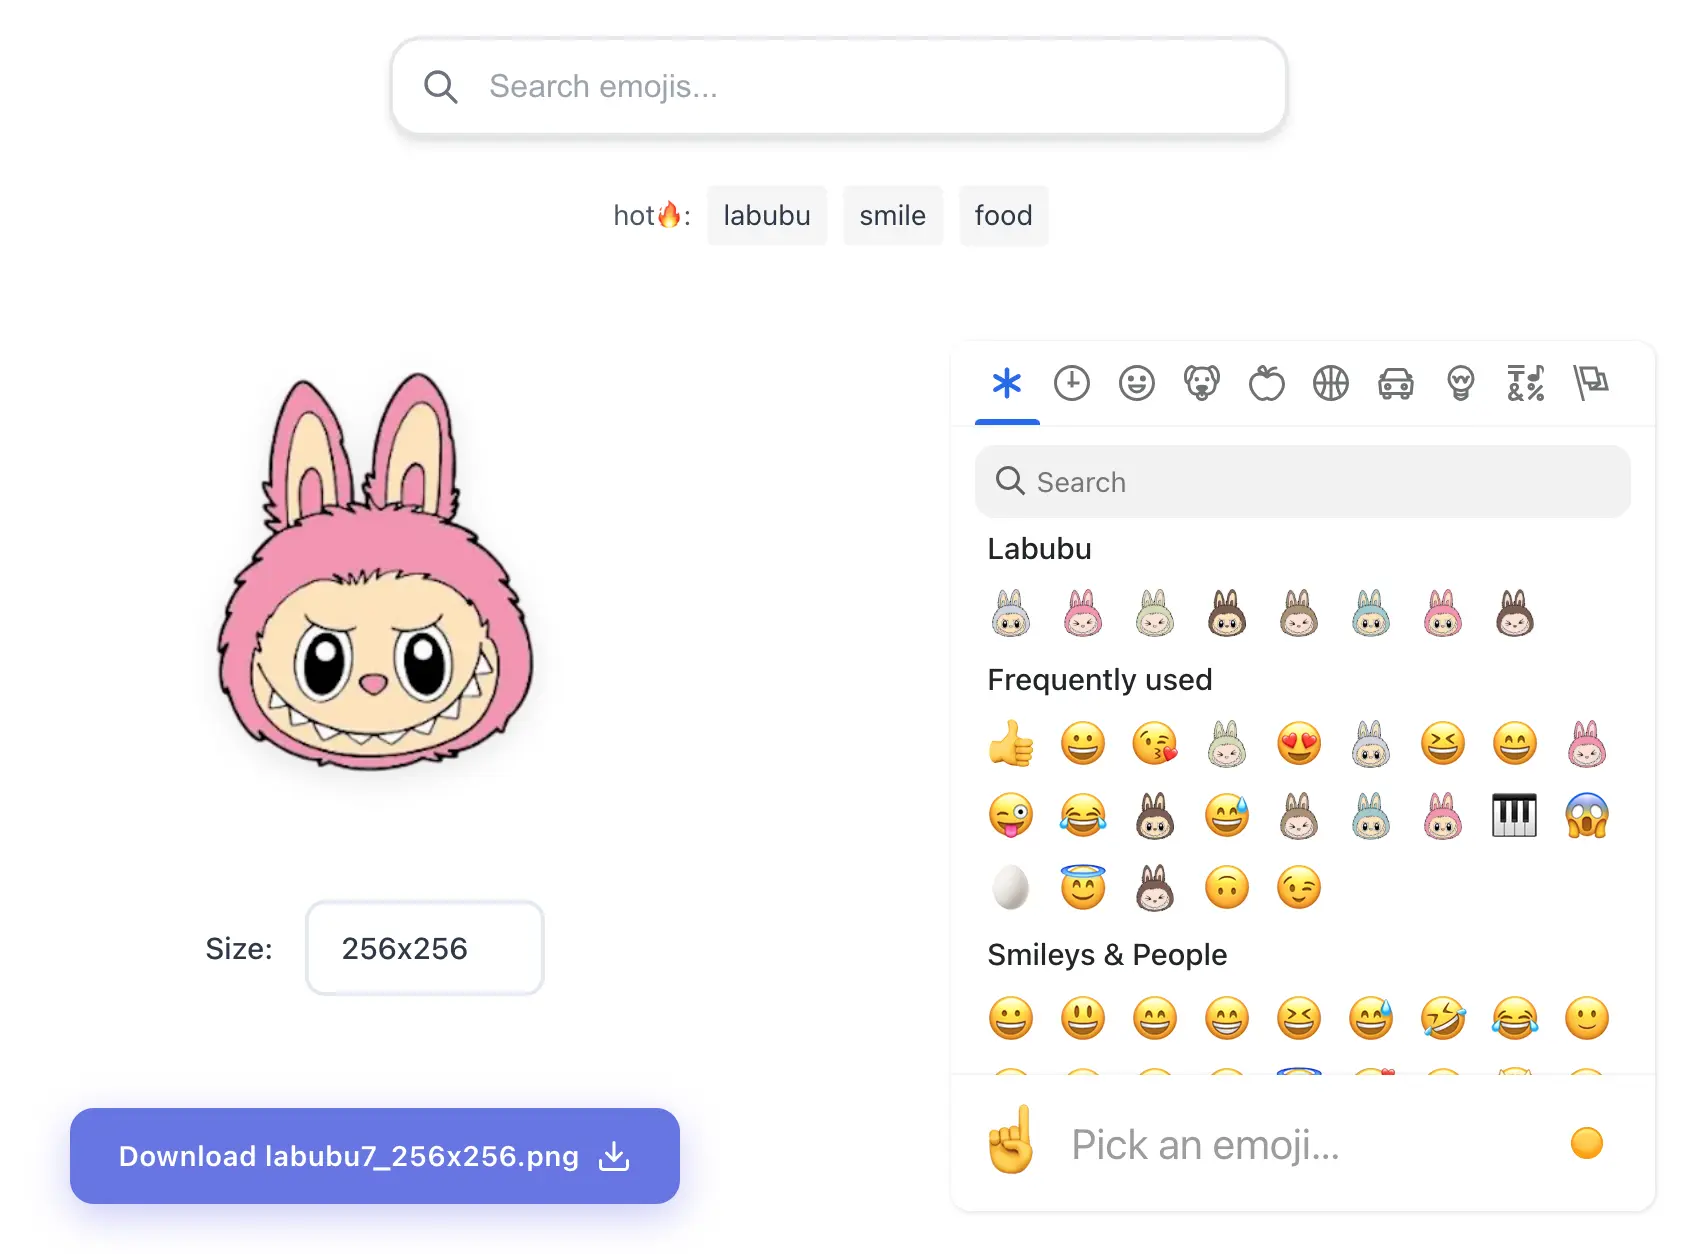 Search emojis...
hot🔥: labubu smile food
Search
Labubu
Frequently used
Smileys & People
Pick an emoji...
Size: 256x256
Download labubu7_256x256.png